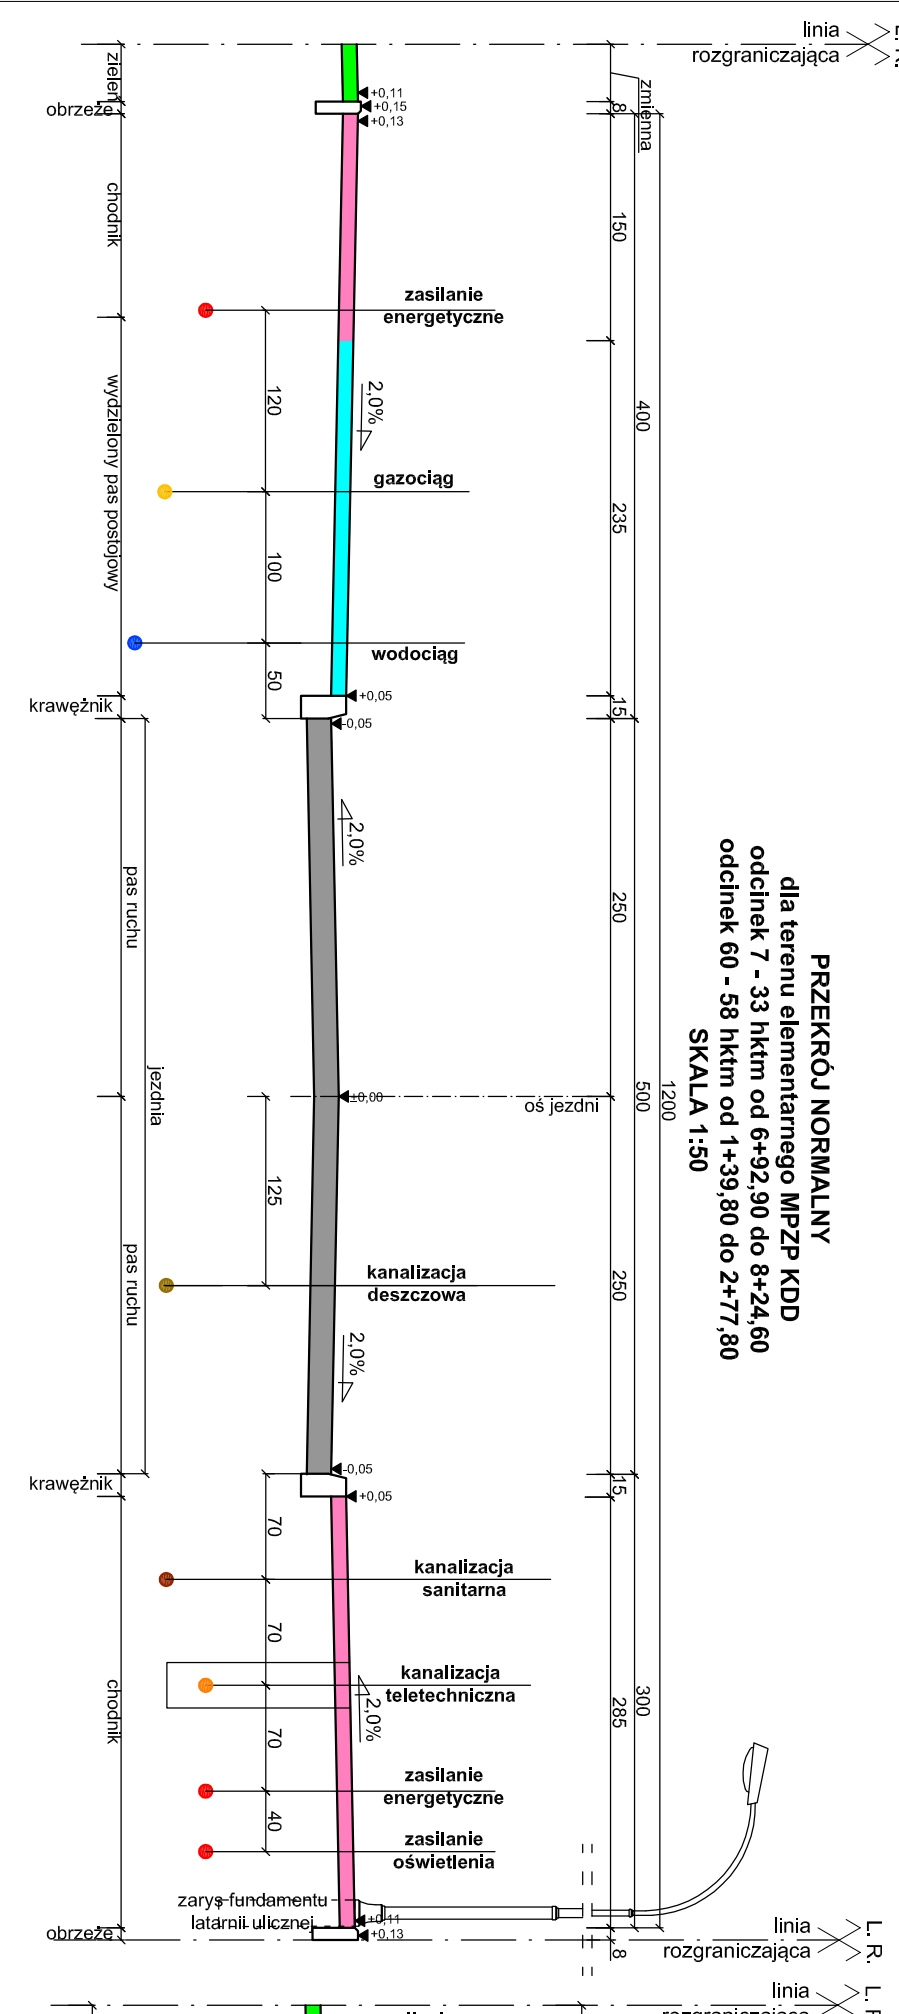 linia
rozgraniczająca
zieleń
obrzeże
+0,11
+0,15
+0,13
8
zmienna
chodnik
150
zasilanie
energetyczne
120
2,0%
400
wydzielony pas postojowy
gazociąg
235
100
wodociąg
50
krawężnik
+0,05
-0,05
15
2,0%
pas ruchu
250
PRZEKRÓJ NORMALNY
dla terenu elementarnego MPZP KDD
odcinek 7 - 33 hktm od 6+92,90 do 8+24,60
odcinek 60 - 58 hktm od 1+39,80 do 2+77,80
SKALA 1:50
jezdnia
±0,00
oś jezdni
500
1200
125
pas ruchu
kanalizacja
deszczowa
250
2,0%
krawężnik
-0,05
+0,05
15
70
kanalizacja
sanitarna
70
chodnik
kanalizacja
teletechniczna
2,0%
285
300
70
zasilanie
energetyczne
40
zasilanie
oświetlenia
zarys fundamentu
latarnii ulicznej
+0,11
+0,13
obrzeże
8
linia
rozgraniczająca
L. R.
linia
rozgraniczająca
L.